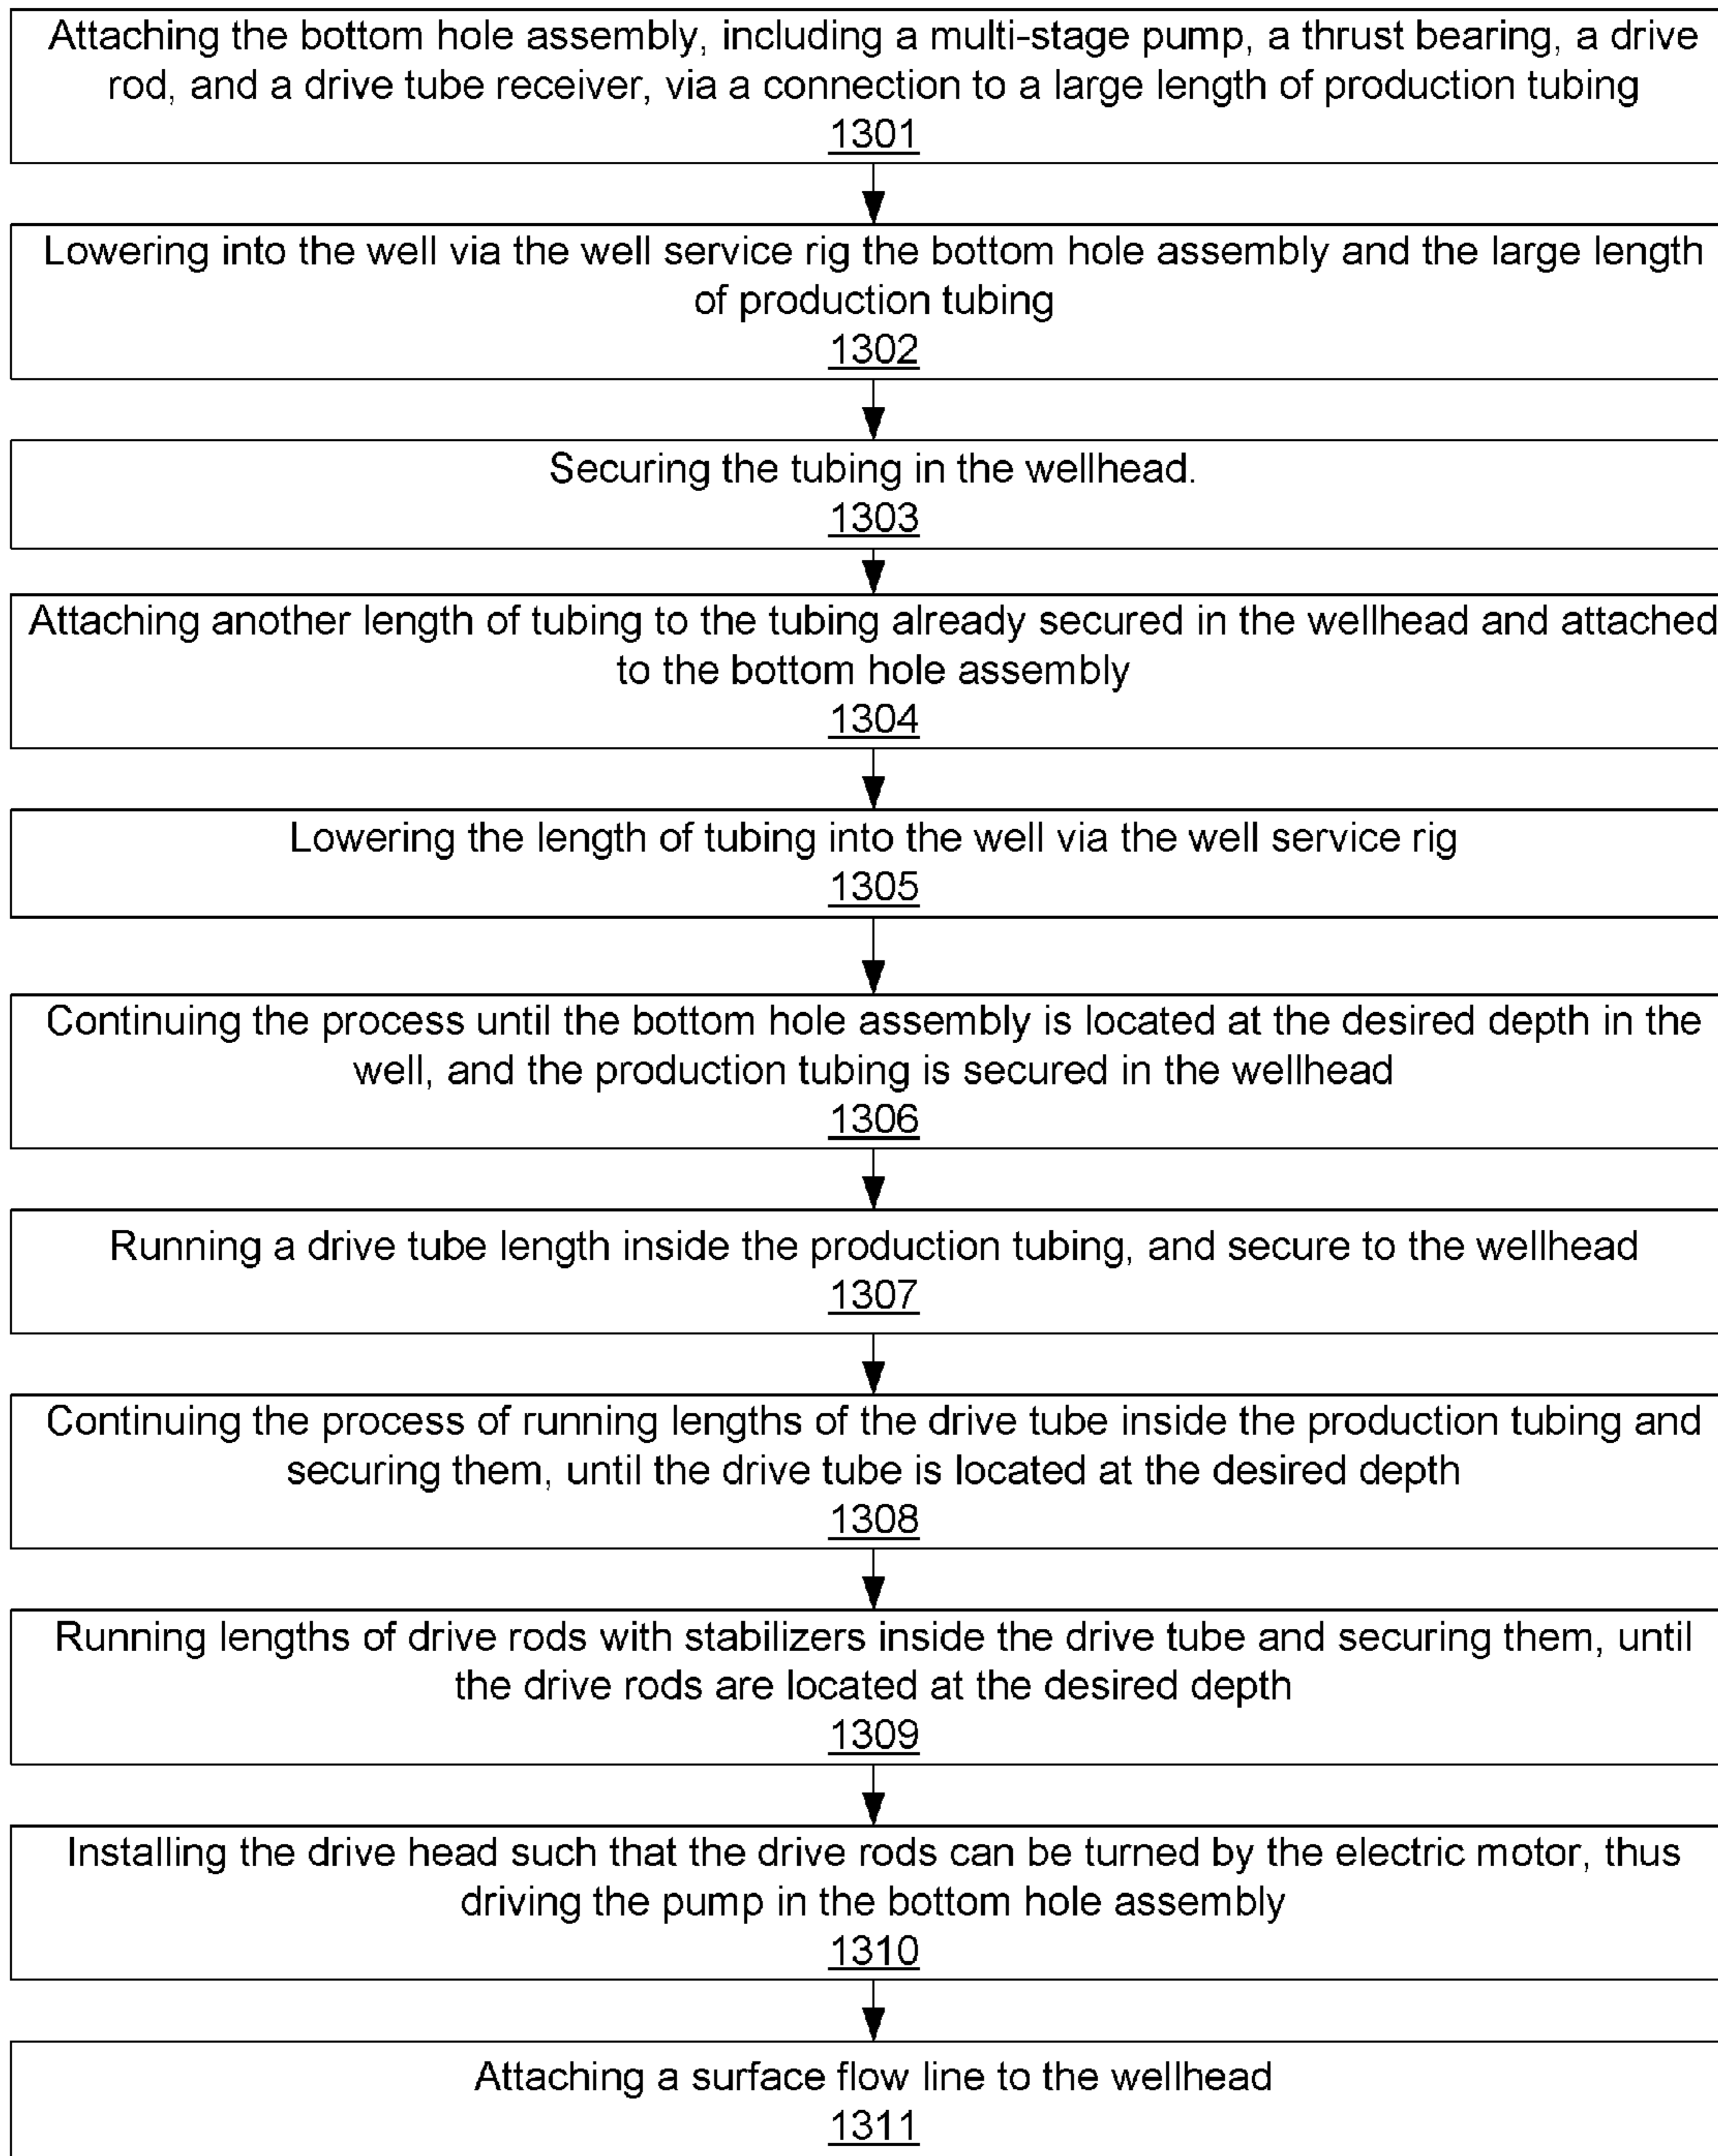 Attaching the bottom hole assembly, including a multi-stage pump, a thrust bearing, a drive
rod, and a drive tube receiver, via a connection to a large length of production tubing
1301
Lowering into the well via the well service rig the bottom hole assembly and the large length
of production tubing
1302
Securing the tubing in the wellhead.
1303
Attaching another length of tubing to the tubing already secured in the wellhead and attached
to the bottom hole assembly
1304
Lowering the length of tubing into the well via the well service rig
1305
Continuing the process until the bottom hole assembly is located at the desired depth in the
well, and the production tubing is secured in the wellhead
1306
Running a drive tube length inside the production tubing, and secure to the wellhead
1307
Continuing the process of running lengths of the drive tube inside the production tubing and
securing them, until the drive tube is located at the desired depth
1308
Running lengths of drive rods with stabilizers inside the drive tube and securing them, until
the drive rods are located at the desired depth
1309
Installing the drive head such that the drive rods can be turned by the electric motor, thus
driving the pump in the bottom hole assembly
1310
Attaching a surface flow line to the wellhead
1311